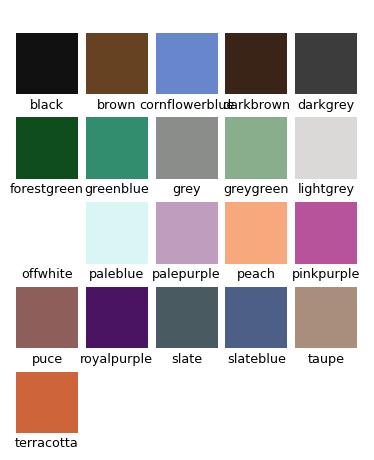 black brown cornflowerblue darkbrown darkgrey
forestgreen greenblue grey greygreen lightgrey
offwhite paleblue palepurple peach pinkpurple
puce royalpurple slate slateblue taupe
terracotta